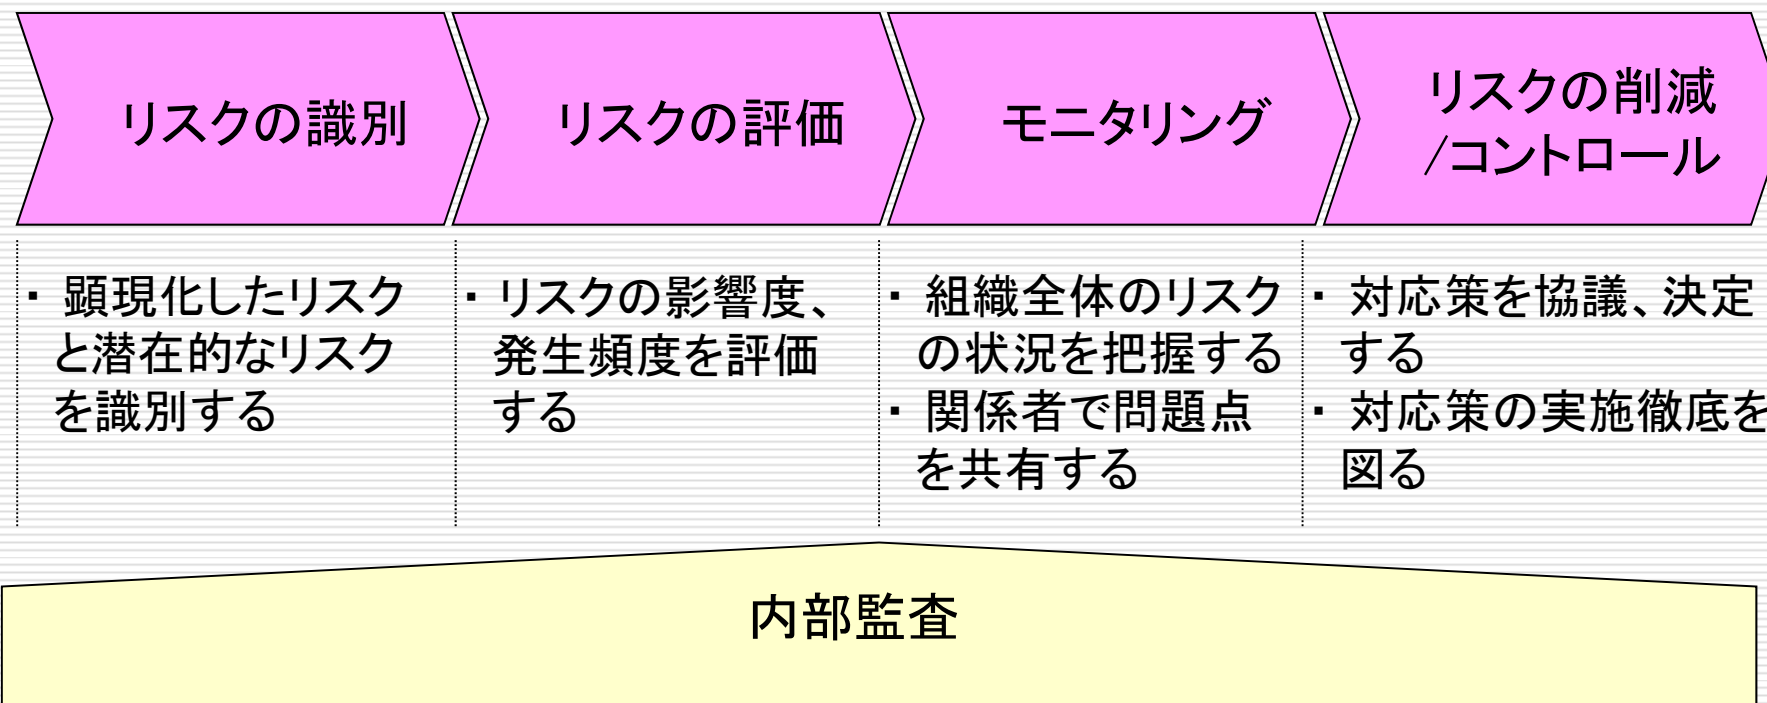 リスクの識別
リスクの評価
モニタリング
リスクの削減
/コントロール
・ 顕現化したリスク
と潜在的なリスク
を識別する
・ リスクの影響度、
発生頻度を評価
する
・ 組織全体のリスク
の状況を把握する
・ 関係者で問題点
を共有する
・ 対応策を協議、決定
する
・ 対応策の実施徹底を
図る
内部監査